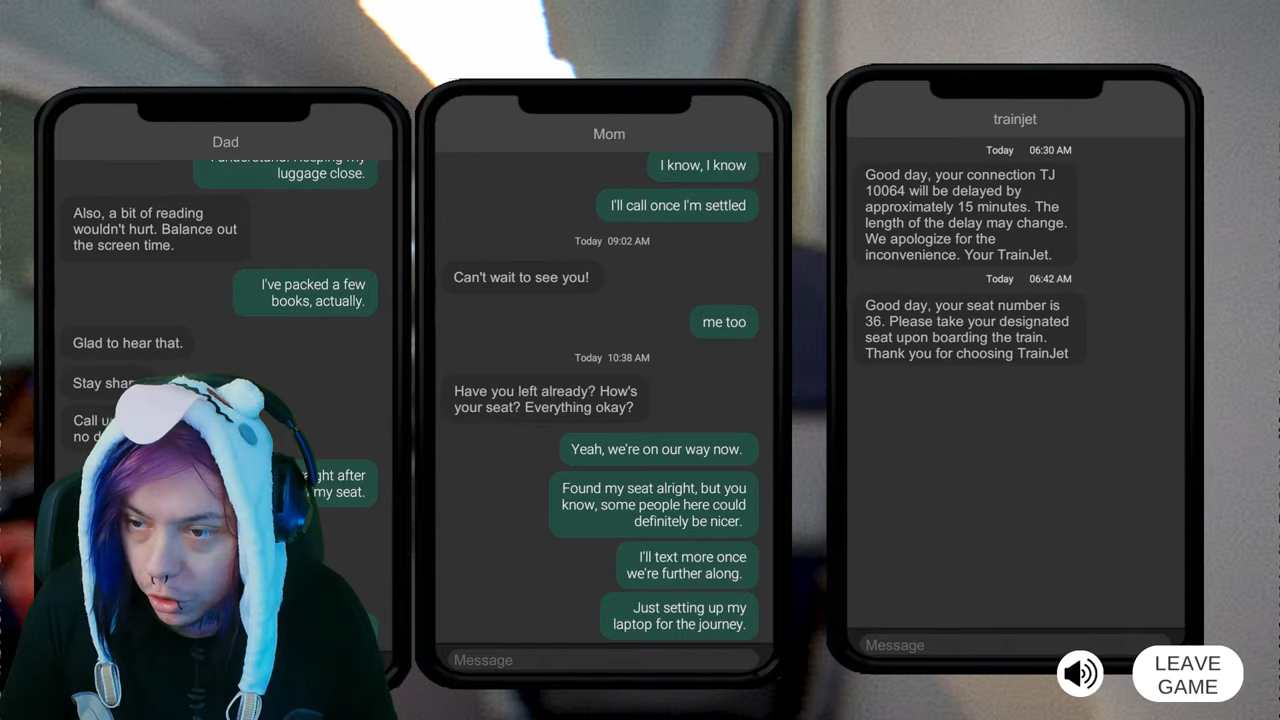 Dad
luggage close.
Also, a bit of reading
wouldn't hurt. Balance out
the screen time.
I've packed a few
books, actually.
Glad to hear that.
Stay
Call
no
after
my seat.
Mom
I know, I know
I'll call once I'm settled
Today 09:02 AM
Can't wait to see you!
me too
Today 10:38 AM
Have you left already? How's
your seat? Everything okay?
Yeah, we're on our way now.
Found my seat alright, but you
know, some people here could
definitely be nicer.
I'll text more once
we're further along.
Just setting up my
laptop for the journey.
Message
trainjet
Today 06:30 AM
Good day, your connection TJ
10064 will be delayed by
approximately 15 minutes. The
length of the delay may change.
We apologize for the
inconvenience. Your TrainJet.
Today 06:42 AM
Good day, your seat number is
36. Please take your designated
seat upon boarding the train.
Thank you for choosing TrainJet
Message
LEAVE
GAME